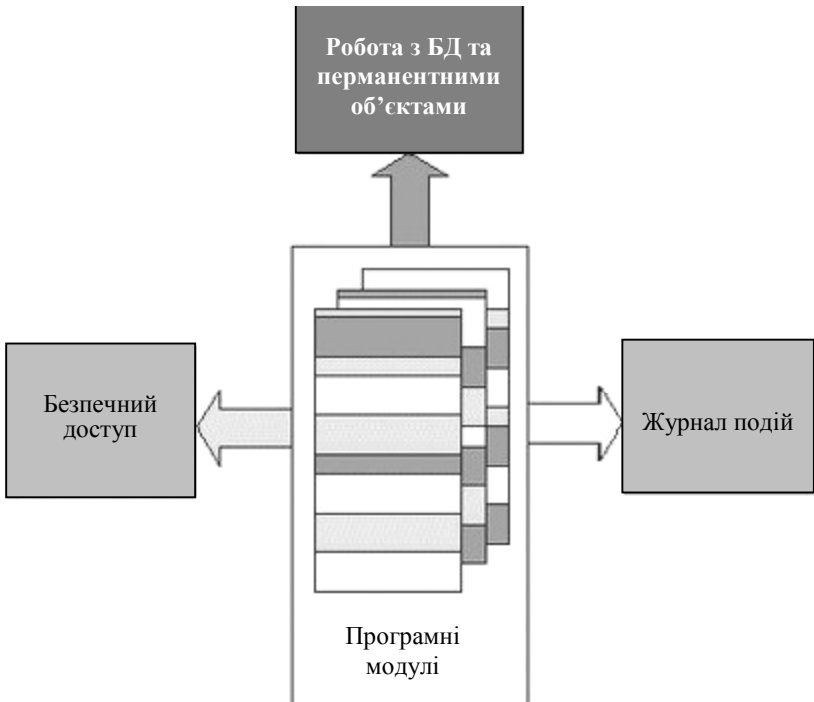 Робота з БД та
перманентними
об’єктами
Безпечний
доступ
Журнал подій
Програмні
модулі